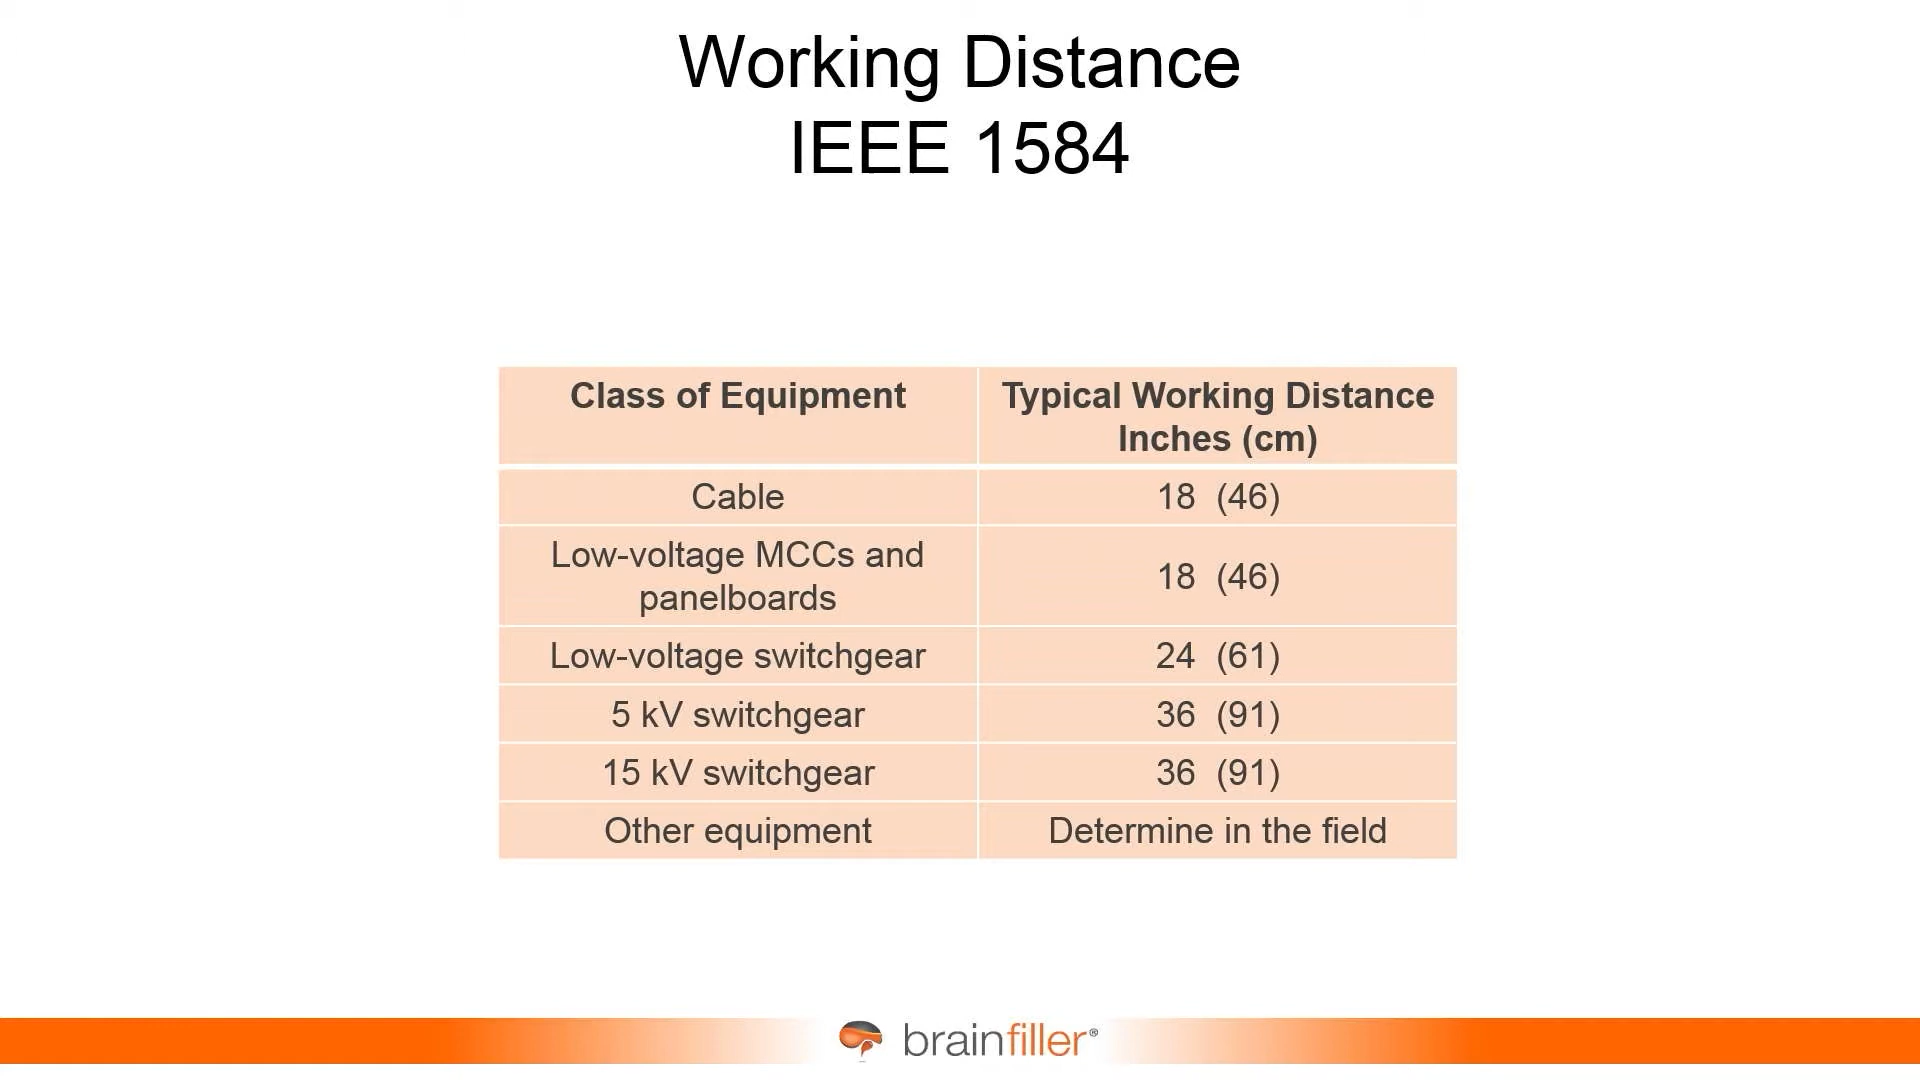 Working Distance
IEEE 1584
Class of Equipment
Typical Working Distance
Inches (cm)
Cable
18 (46)
Low-voltage MCCs and
panelboards
18 (46)
Low-voltage switchgear
24 (61)
5 kV switchgear
36 (91)
15 kV switchgear
36 (91)
Other equipment
Determine in the field
brainfiller®